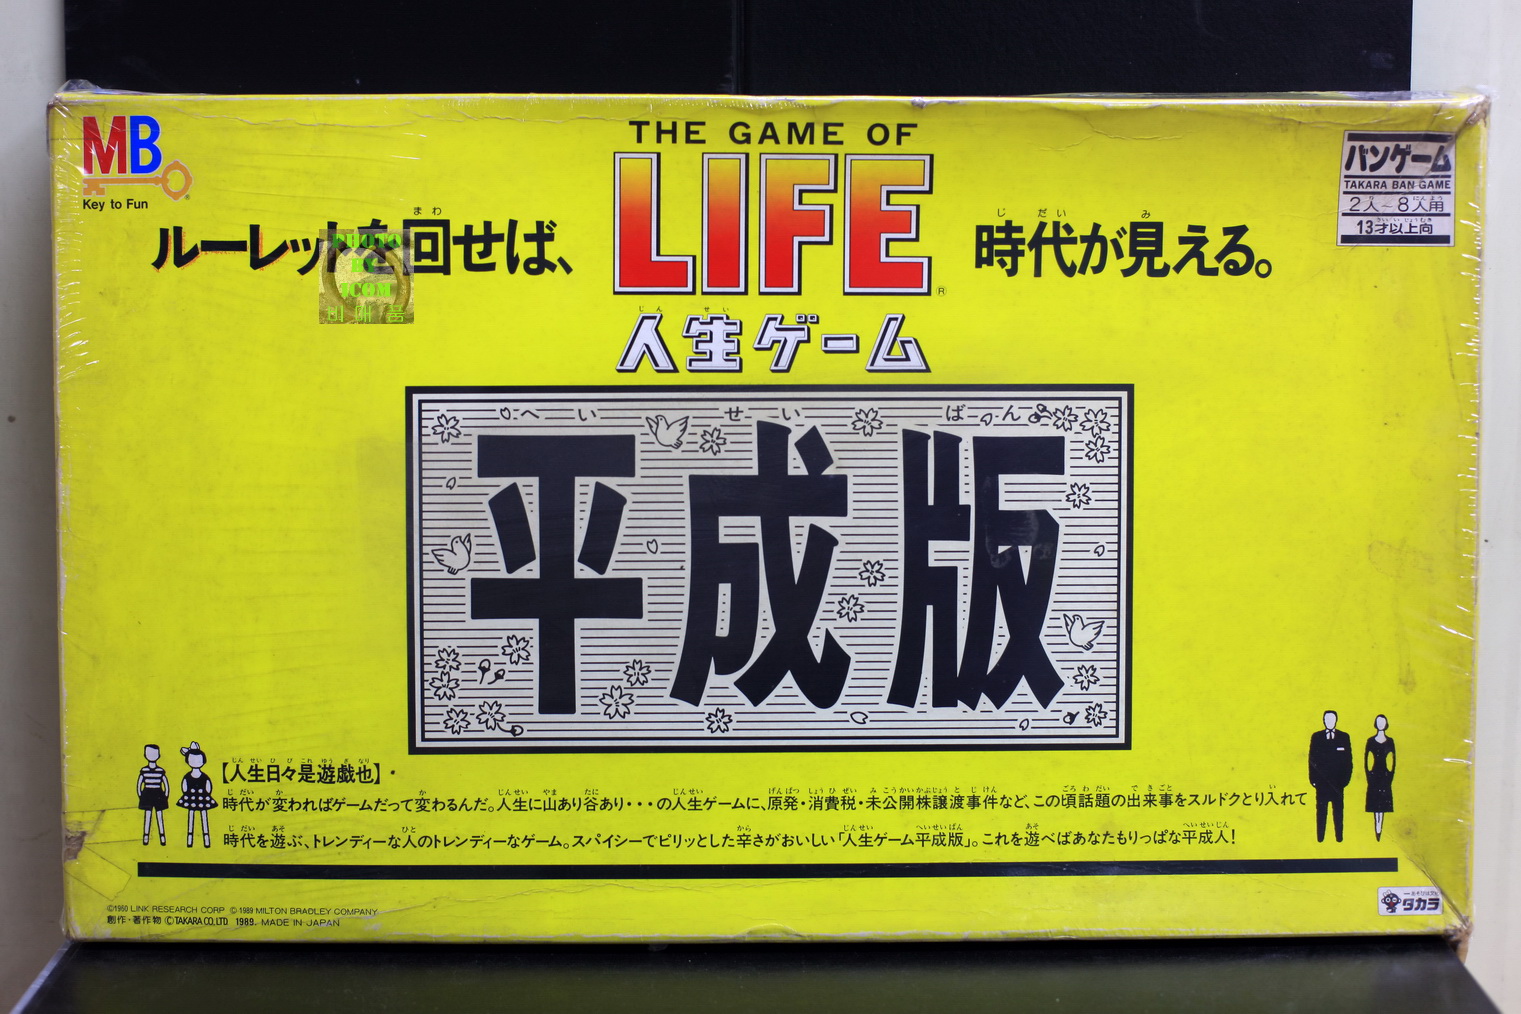 THE GAME OF
LIFE
®
MB
Key to Fun
バンゲーム
TAKARA BAN GAME
2人～8人用
13才以上向
ルーレットを回せば、
時代が見える。
PHOTO
BY
人生ゲーム
へいせいばん
平成版
【人生日々是遊戯也】
時代が変わればゲームだって変わるんだ。人生に山あり谷あり・・・の人生ゲームに、原発・消費税・未公開株譲渡事件など、この頃話題の出来事をスルドクとり入れて
時代を遊ぶ、トレンディーな人のトレンディーなゲーム。スパイシーでピリッとした辛さがおいしい「人生ゲーム平成版」。これを遊べばあなたもりっぱな平成人!
©1960 LINK RESEARCH CORP © 1989 MILTON BRADLEY COMPANY
創作・著作物 ©TAKARA CO.,LTD. 1989. MADE IN JAPAN
タカラ